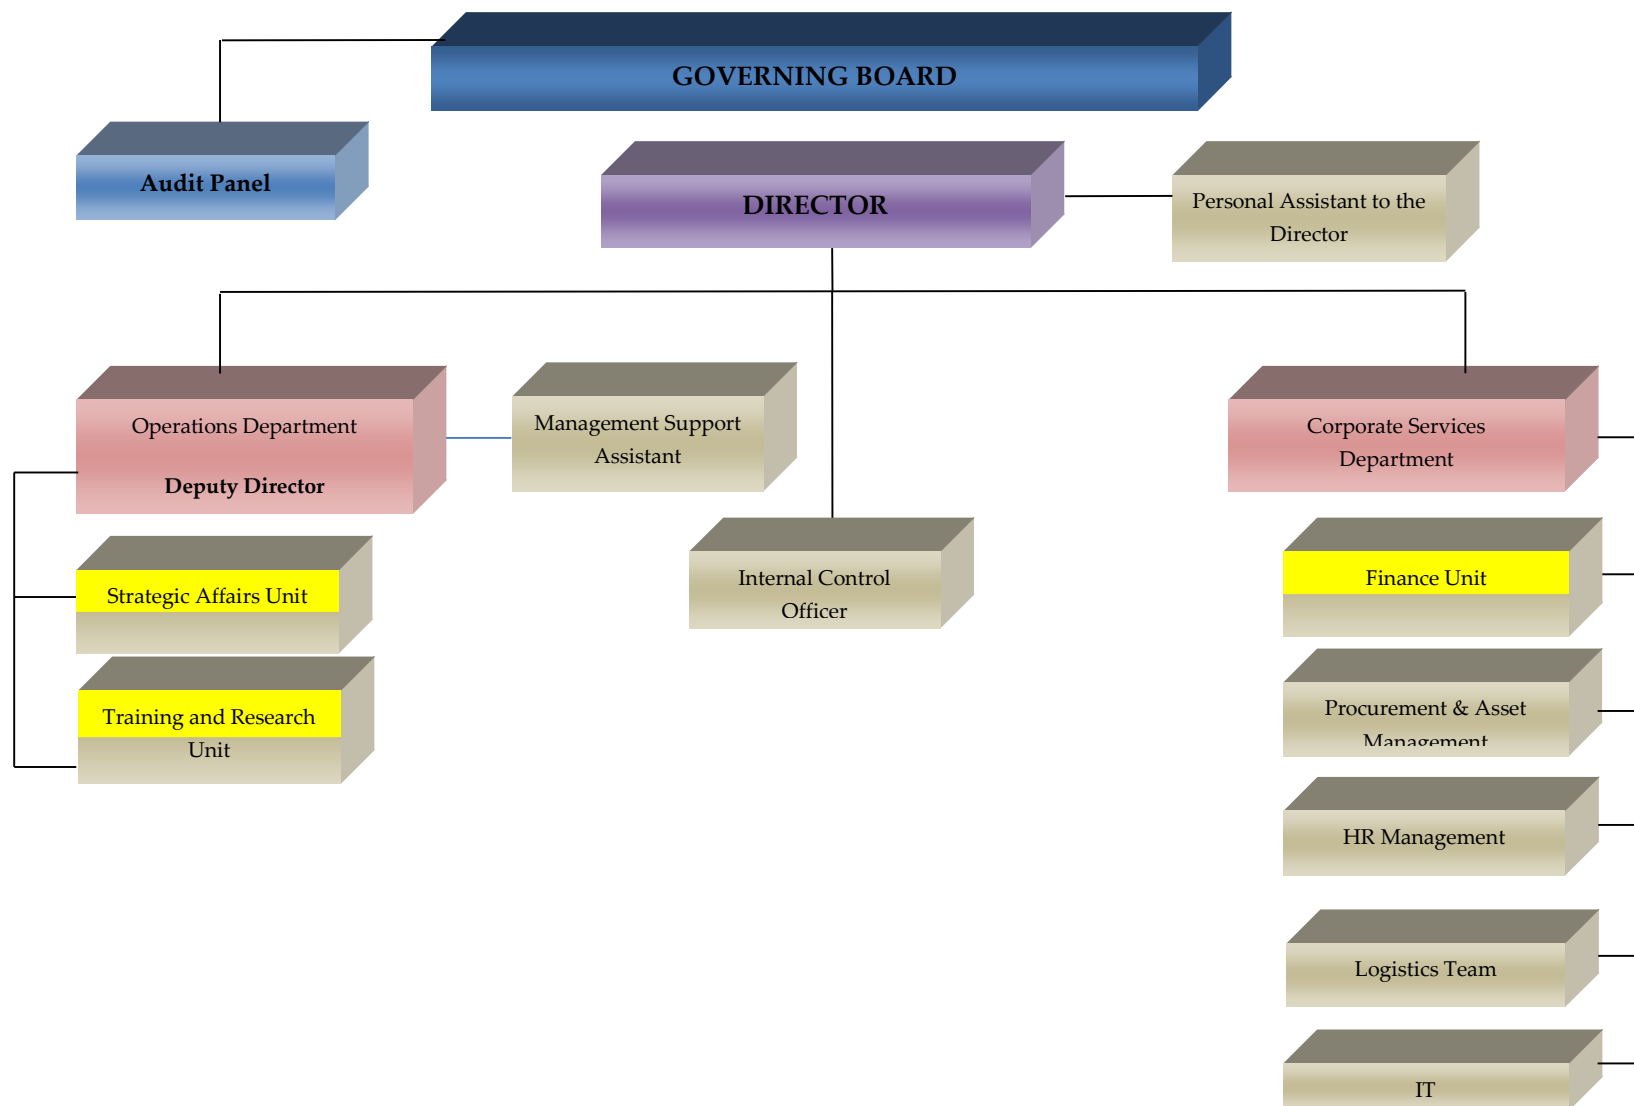 GOVERNING BOARD
Audit Panel
DIRECTOR
Personal Assistant to the
Director
Operations Department
Deputy Director
Management Support
Assistant
Corporate Services
Department
Strategic Affairs Unit
Training and Research
Unit
Internal Control
Officer
Finance Unit
Procurement & Asset
Management
HR Management
Logistics Team
IT